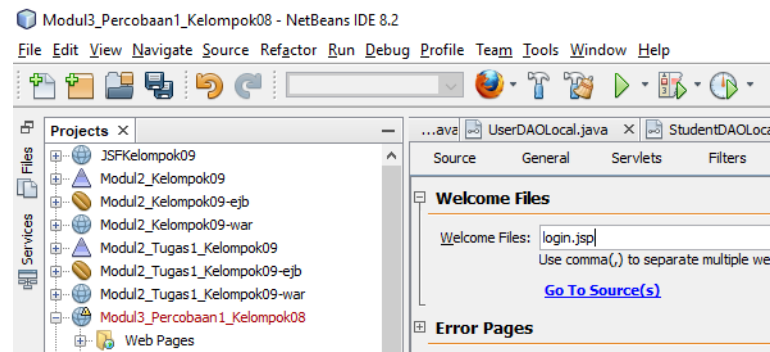 Modul3_Percobaan1_Kelompok08 - NetBeans IDE 8.2
File Edit View Navigate Source Refactor Run Debug Profile Team Tools Window Help
Files
Services
Projects
JSFKelompok09
Modul2_Kelompok09
Modul2_Kelompok09-ejb
Modul2_Kelompok09-war
Modul2_Tugas1_Kelompok09
Modul2_Tugas1_Kelompok09-ejb
Modul2_Tugas1_Kelompok09-war
Modul3_Percobaan1_Kelompok08
Web Pages
...ava UserDAOLocal.java StudentDAOLoca
Source General Servlets Filters
Welcome Files
Welcome Files: login.jsp
Use comma(,) to separate multiple we
Go To Source(s)
Error Pages